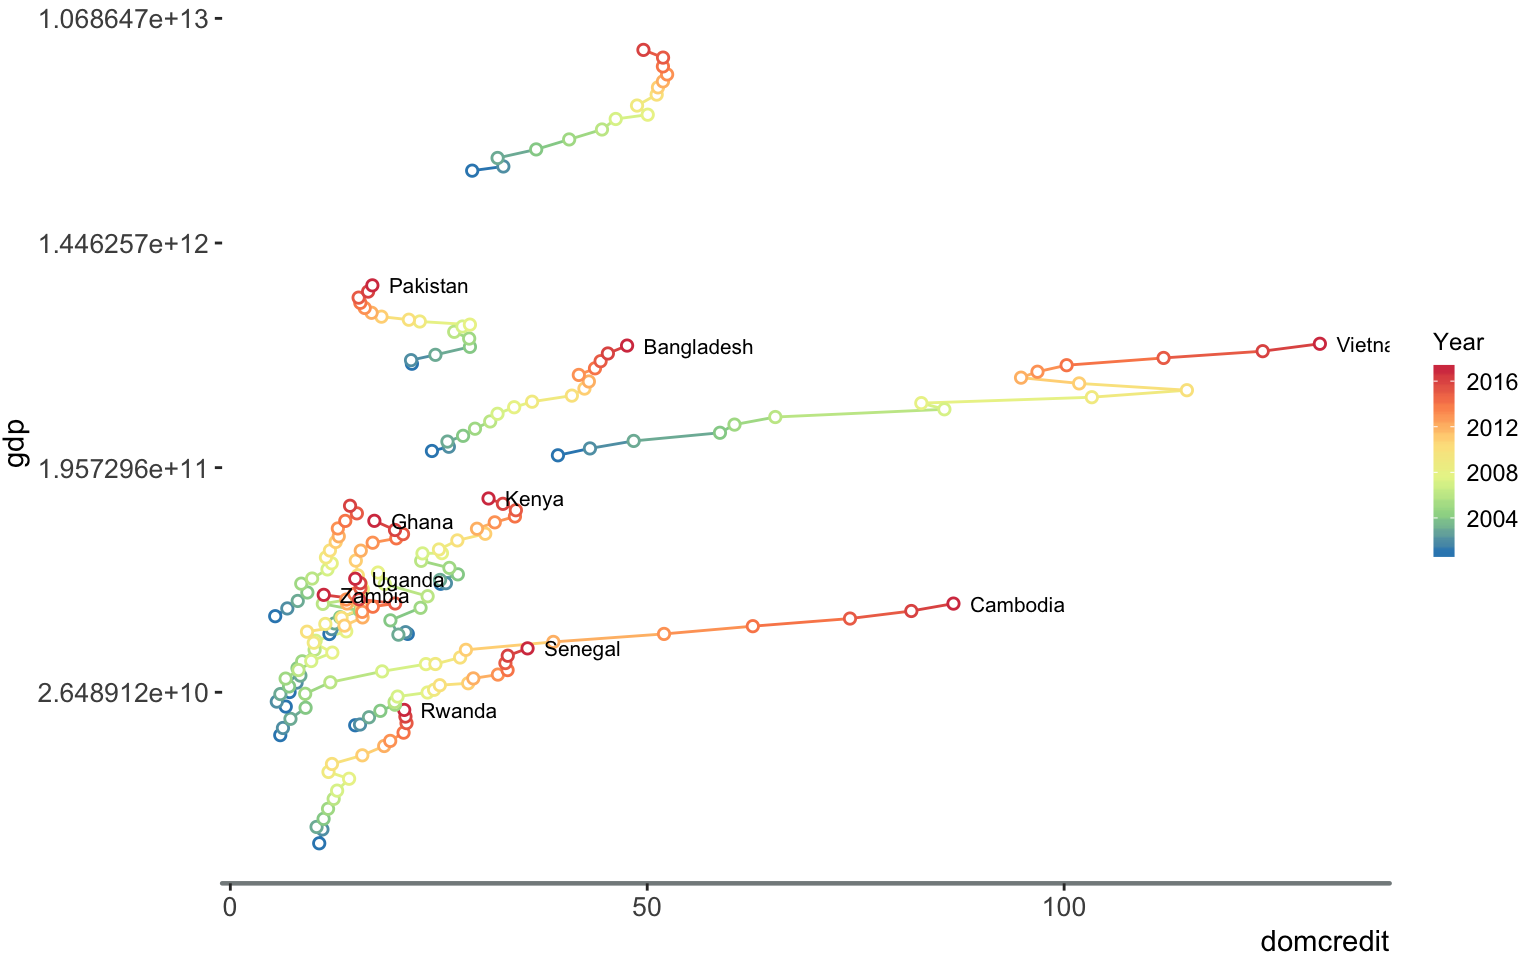 1.068647e+13
1.446257e+12
Pakistan
Bangladesh
Vietna
Year
2016
2012
2008
2004
gdp
1.957296e+11
Kenya
Ghana
Uganda
Zambia
Cambodia
Senegal
2.648912e+10
Rwanda
0
50
100
domcredit